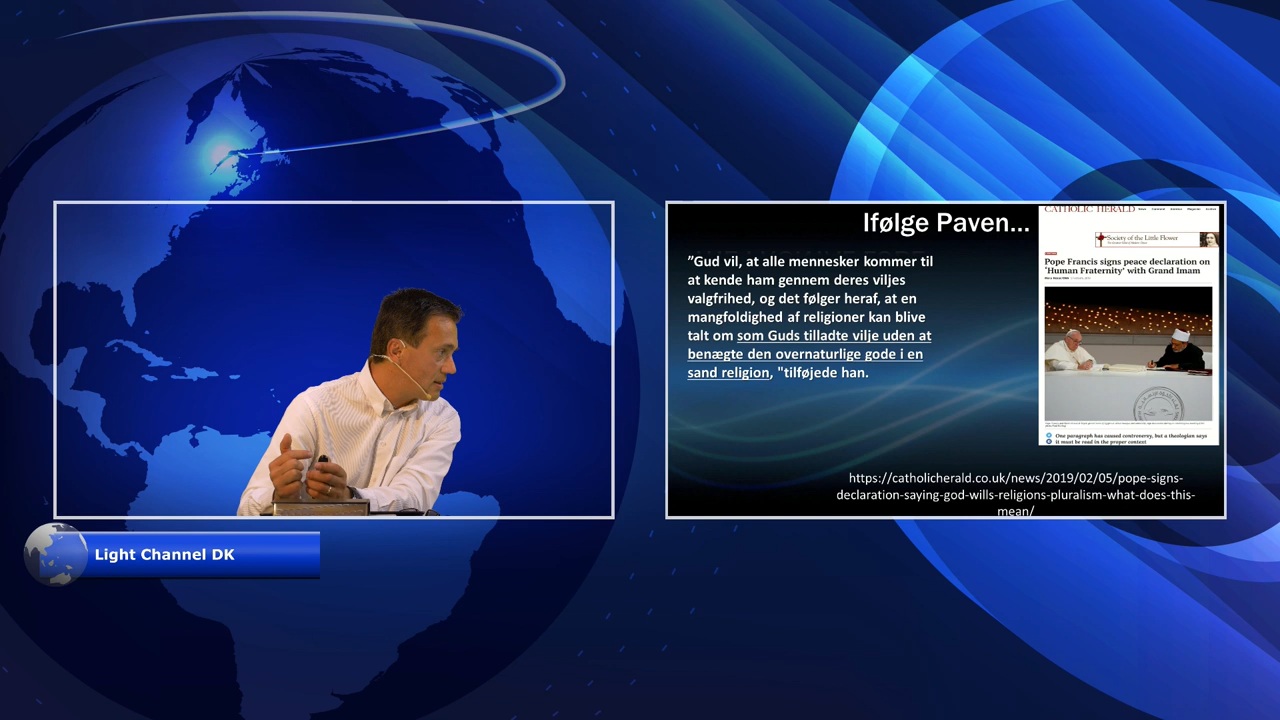 Ifølge Paven...
”Gud vil, at alle mennesker kommer til
at kende ham gennem deres viljes
valgfrihed, og det følger heraf, at en
mangfoldighed af religioner kan blive
talt om som Guds tilladte vilje uden at
benægte den overnaturlige gode i en
sand religion, "tilføjede han.
CATHOLIC HERALD
Society of the Little Flower
Pope Francis signs peace declaration on
‘Human Fraternity’ with Grand Imam
One paragraph has caused controversy, but a theologian says
it must be read in the proper context
https://catholicherald.co.uk/news/2019/02/05/pope-signs-
declaration-saying-god-wills-religions-pluralism-what-does-this-
mean/
Light Channel DK